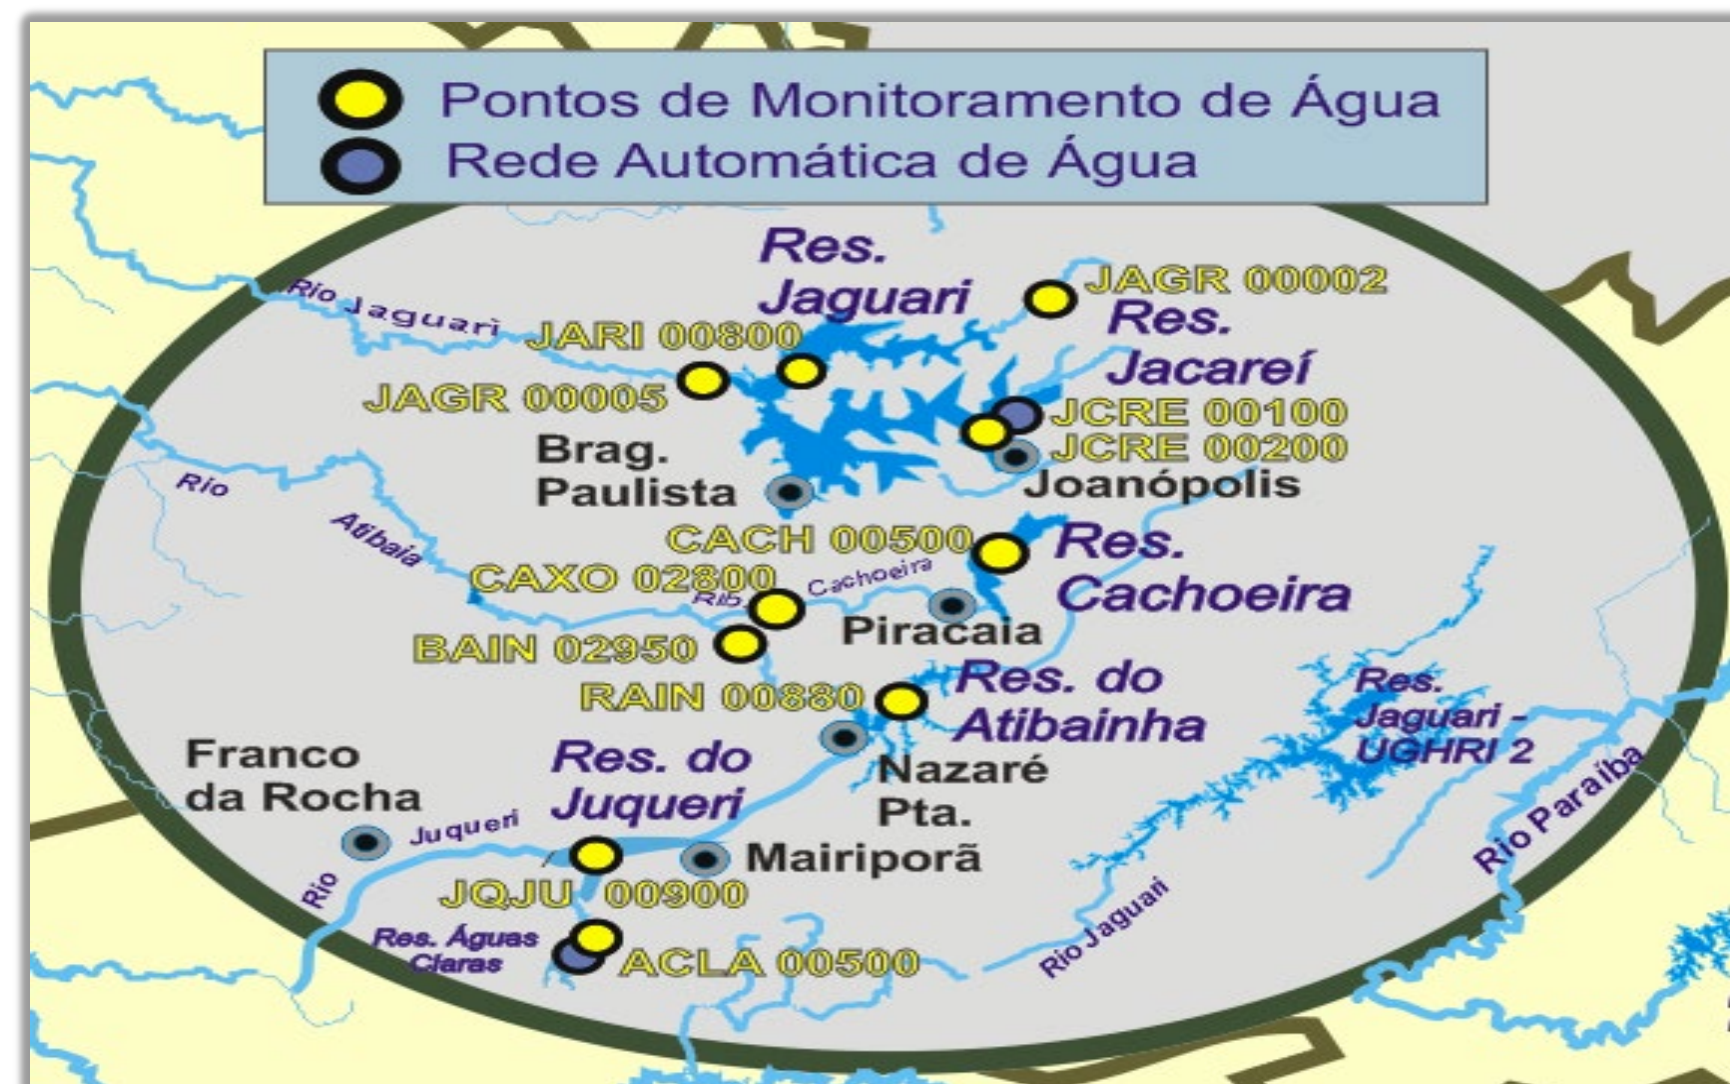 Pontos de Monitoramento de Água
Rede Automática de Água
Res.
Jaguari
JAGR 00002
Res.
Jacareí
Rio Jaguari
JARI 00800
JAGR 00005
JCRE 00100
JCRE 00200
Brag.
Paulista
Joanópolis
Rio
Atibaia
CACH 00500
Res.
Cachoeira
CAXO 02800
Rib. Cachoeira
Piracaia
BAIN 02950
RAIN 00880
Res. do
Atibainha
Res.
Jaguari -
UGHRI 2
Nazaré
Pta.
Franco
da Rocha
Res. do
Juqueri
Rio Paraíba
Rio Juqueri
Mairiporã
JQJU 00900
Rio Jaguari
Res. Águas
Claras
ACLA 00500